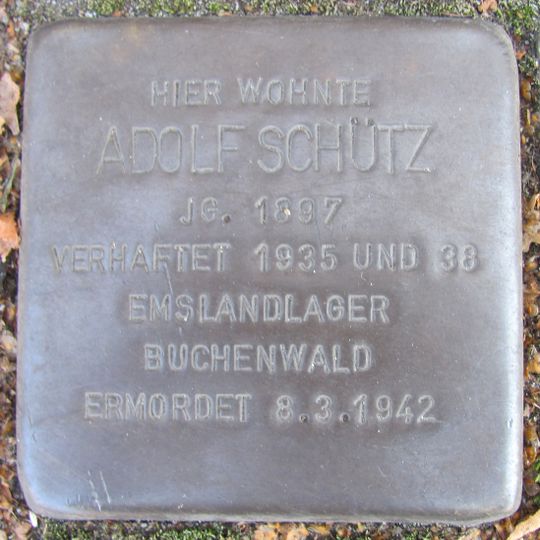 HIER WOHNTE
ADOLF SCHÜTZ
JG. 1897
VERHAFTET 1935 UND 38
EMSLANDLAGER
BUCHENWALD
ERMORDET 8.3.1942